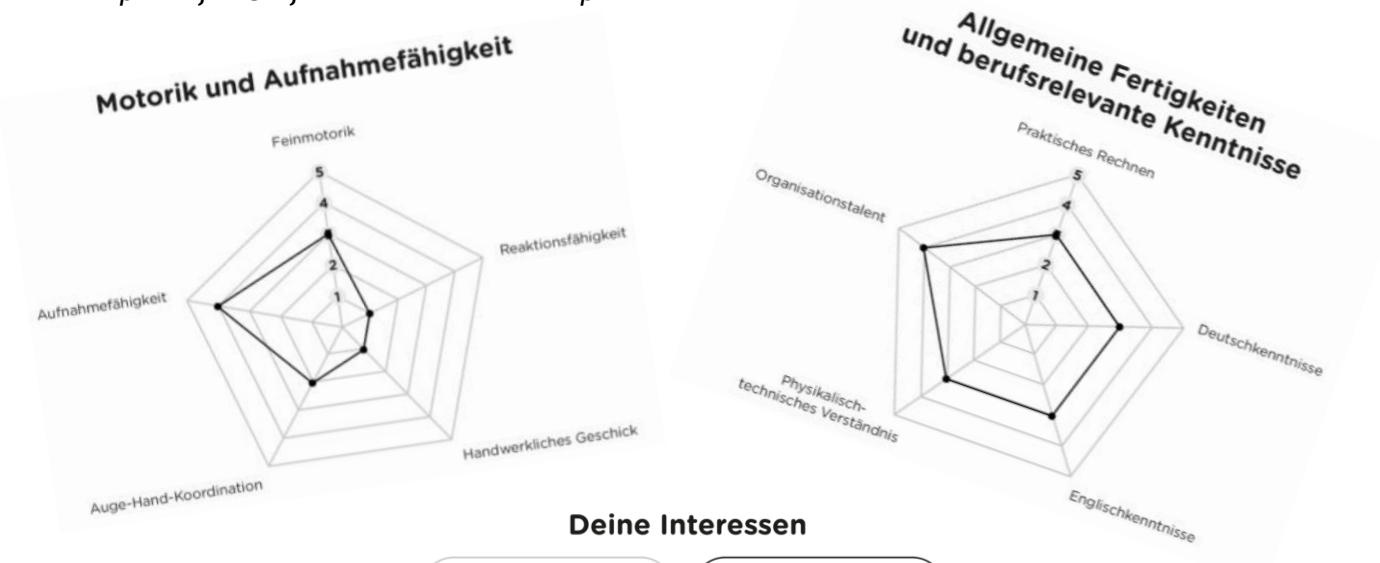 Motorik und Aufnahmefähigkeit
Feinmotorik
5
4
2
1
Reaktionsfähigkeit
Aufnahmefähigkeit
Handwerkliches Geschick
Auge-Hand-Koordination
Allgemeine Fertigkeiten
und berufsrelevante Kenntnisse
Praktisches Rechnen
5
4
2
1
Organisationstalent
Deutschkenntnisse
Physikalisch-
technisches Verständnis
Englischkenntnisse
Deine Interessen